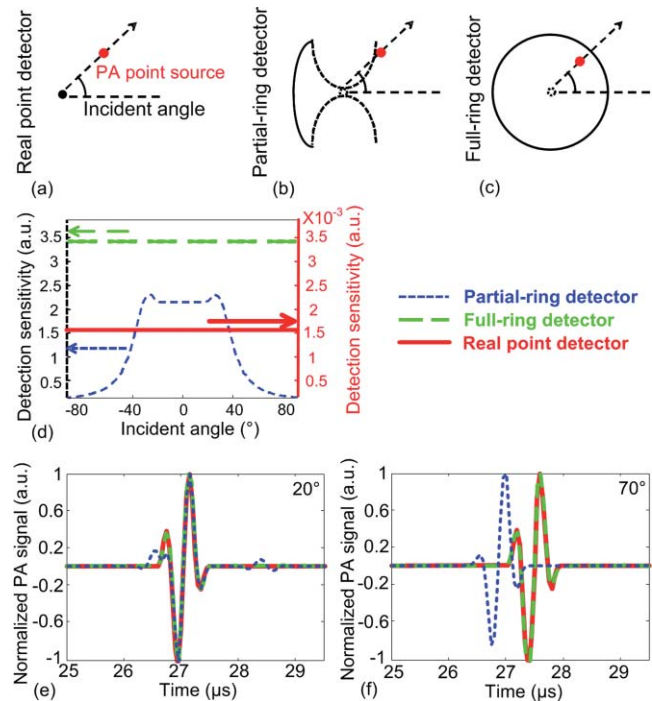 Real point detector
PA point source
Incident angle
(a)
Partial-ring detector
(b)
Full-ring detector
(c)
Detection sensitivity (a.u.)
3.5
3
2.5
2
1.5
1
0.5
-80
-40
0
40
80
Incident angle (°)
X10⁻³
3.5
3
2.5
2
1.5
1
0.5
Detection sensitivity (a.u.)
(d)
Partial-ring detector
Full-ring detector
Real point detector
Normalized PA signal (a.u.)
1
0.6
0.2
-0.2
-0.6
-1
20°
25
26
27
28
29
Time (µs)
(e)
Normalized PA signal (a.u.)
1
0.6
0.2
-0.2
-0.6
-1
70°
25
26
27
28
29
Time (µs)
(f)